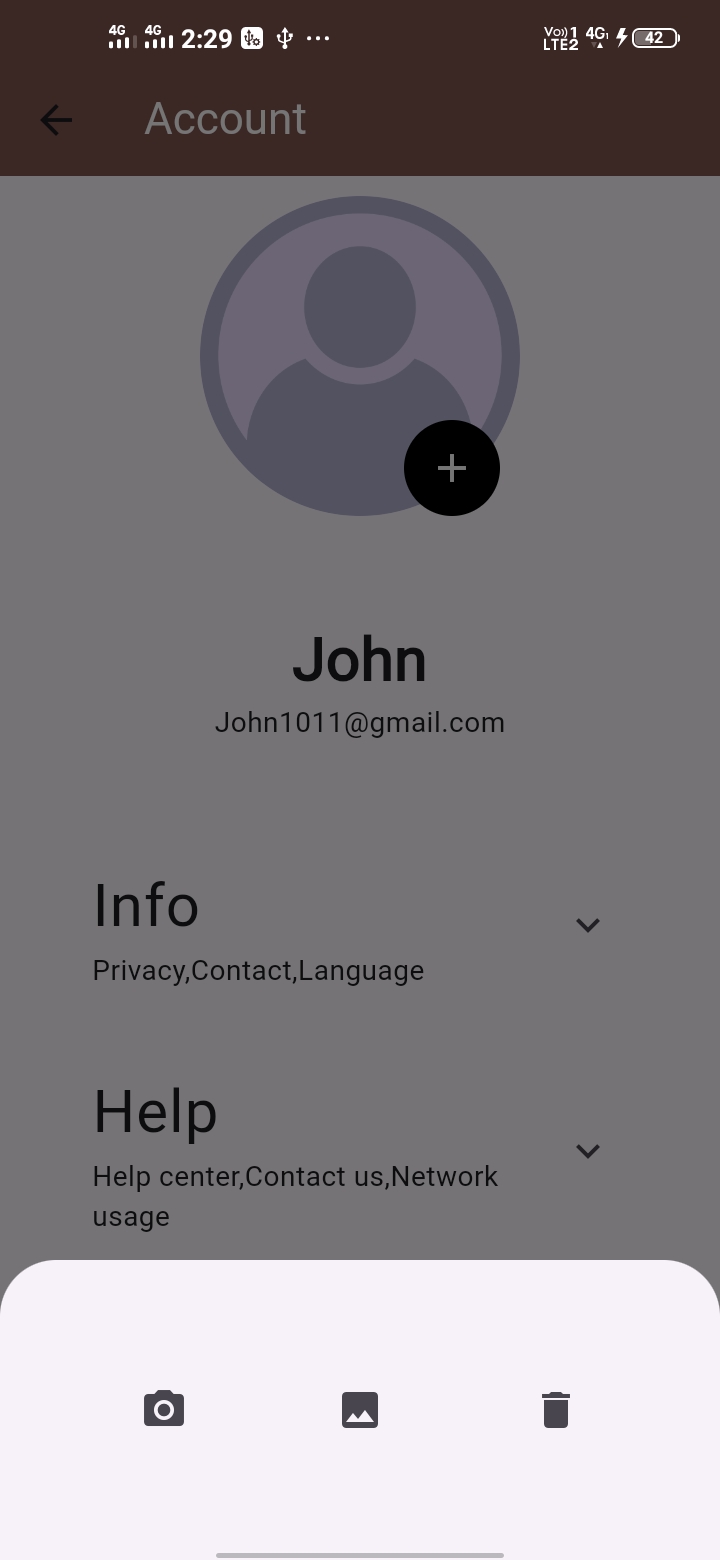 4G 4G 2:29 Vo)) 1 LTE2 4G 42
Account
John
John1011@gmail.com
Info
Privacy,Contact,Language
Help
Help center,Contact us,Network
usage